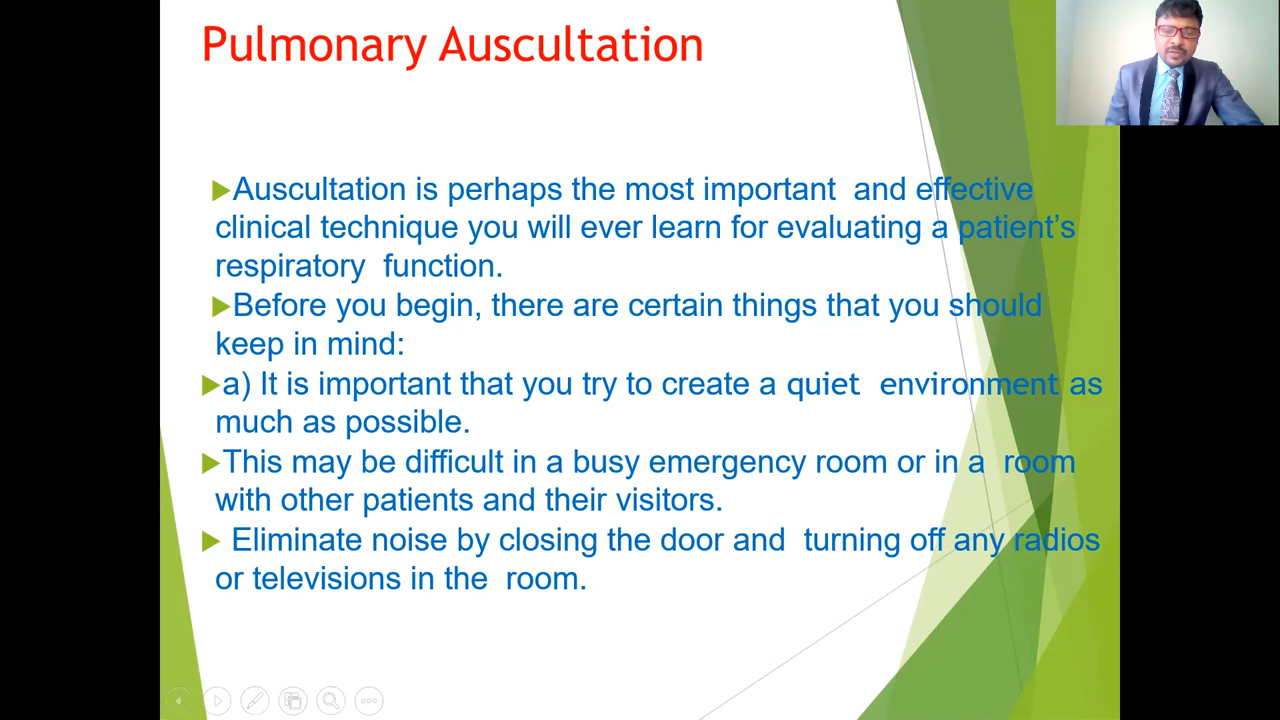 Pulmonary Auscultation
Auscultation is perhaps the most important and effective
clinical technique you will ever learn for evaluating a patient’s
respiratory function.
Before you begin, there are certain things that you should
keep in mind:
a) It is important that you try to create a quiet environment as
much as possible.
This may be difficult in a busy emergency room or in a room
with other patients and their visitors.
Eliminate noise by closing the door and turning off any radios
or televisions in the room.